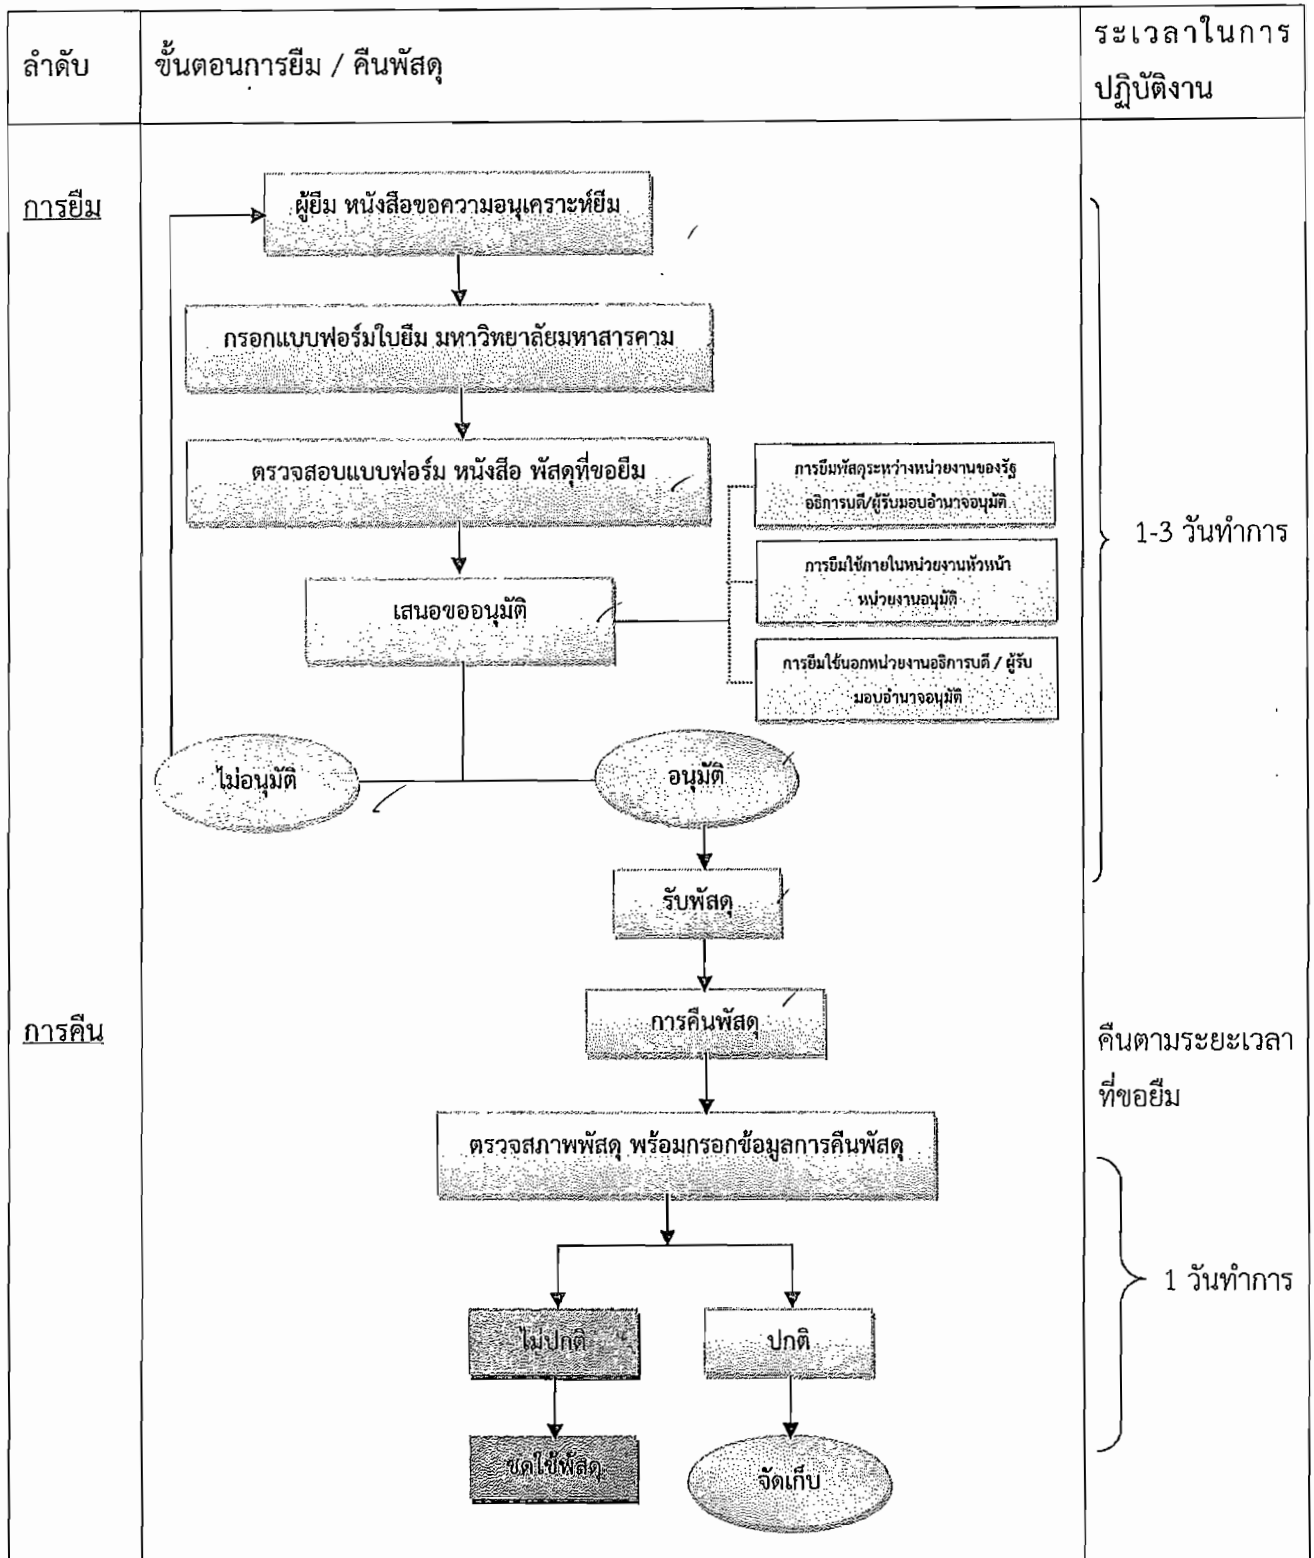 ลำดับ
ขั้นตอนการยืม / คืนพัสดุ
ระเวลาในการ
ปฏิบัติงาน
การยืม
ผู้ยืม หนังสือขอความอนุเคราะห์ยืม
กรอกแบบฟอร์มใบยืม มหาวิทยาลัยมหาสารคาม
ตรวจสอบแบบฟอร์ม หนังสือ พัสดุที่ขอยืม
การยืมพัสดุระหว่างหน่วยงานของรัฐ
อธิการบดี/ผู้รับมอบอำนาจอนุมัติ
1-3 วันทำการ
การยืมใช้ภายในหน่วยงานหัวหน้า
หน่วยงานอนุมัติ
เสนอขออนุมัติ
การยืมใช้นอกหน่วยงานอธิการบดี / ผู้รับ
มอบอำนาจอนุมัติ
ไม่อนุมัติ
อนุมัติ
รับพัสดุ
การคืน
การคืนพัสดุ
คืนตามระยะเวลา
ที่ขอยืม
ตรวจสภาพพัสดุ พร้อมกรอกข้อมูลการคืนพัสดุ
1 วันทำการ
ไม่ปกติ
ปกติ
ชดใช้พัสดุ
จัดเก็บ